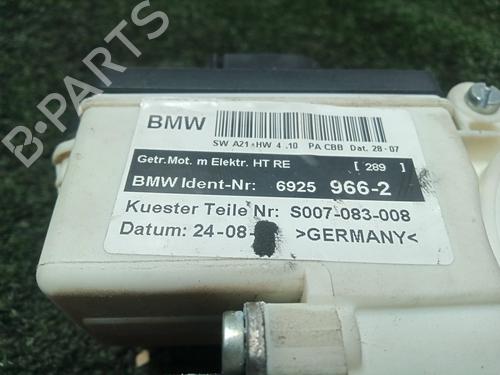 BMW
SW A21-HW 4.10 PA CBB Dat. 28-07
Getr.Mot. m Elektr. HT RE [ 289 ]
BMW Ident-Nr: 6925 966-2
Kuester Teile Nr: S007-083-008
Datum: 24-08- >GERMANY<
B-PARTS